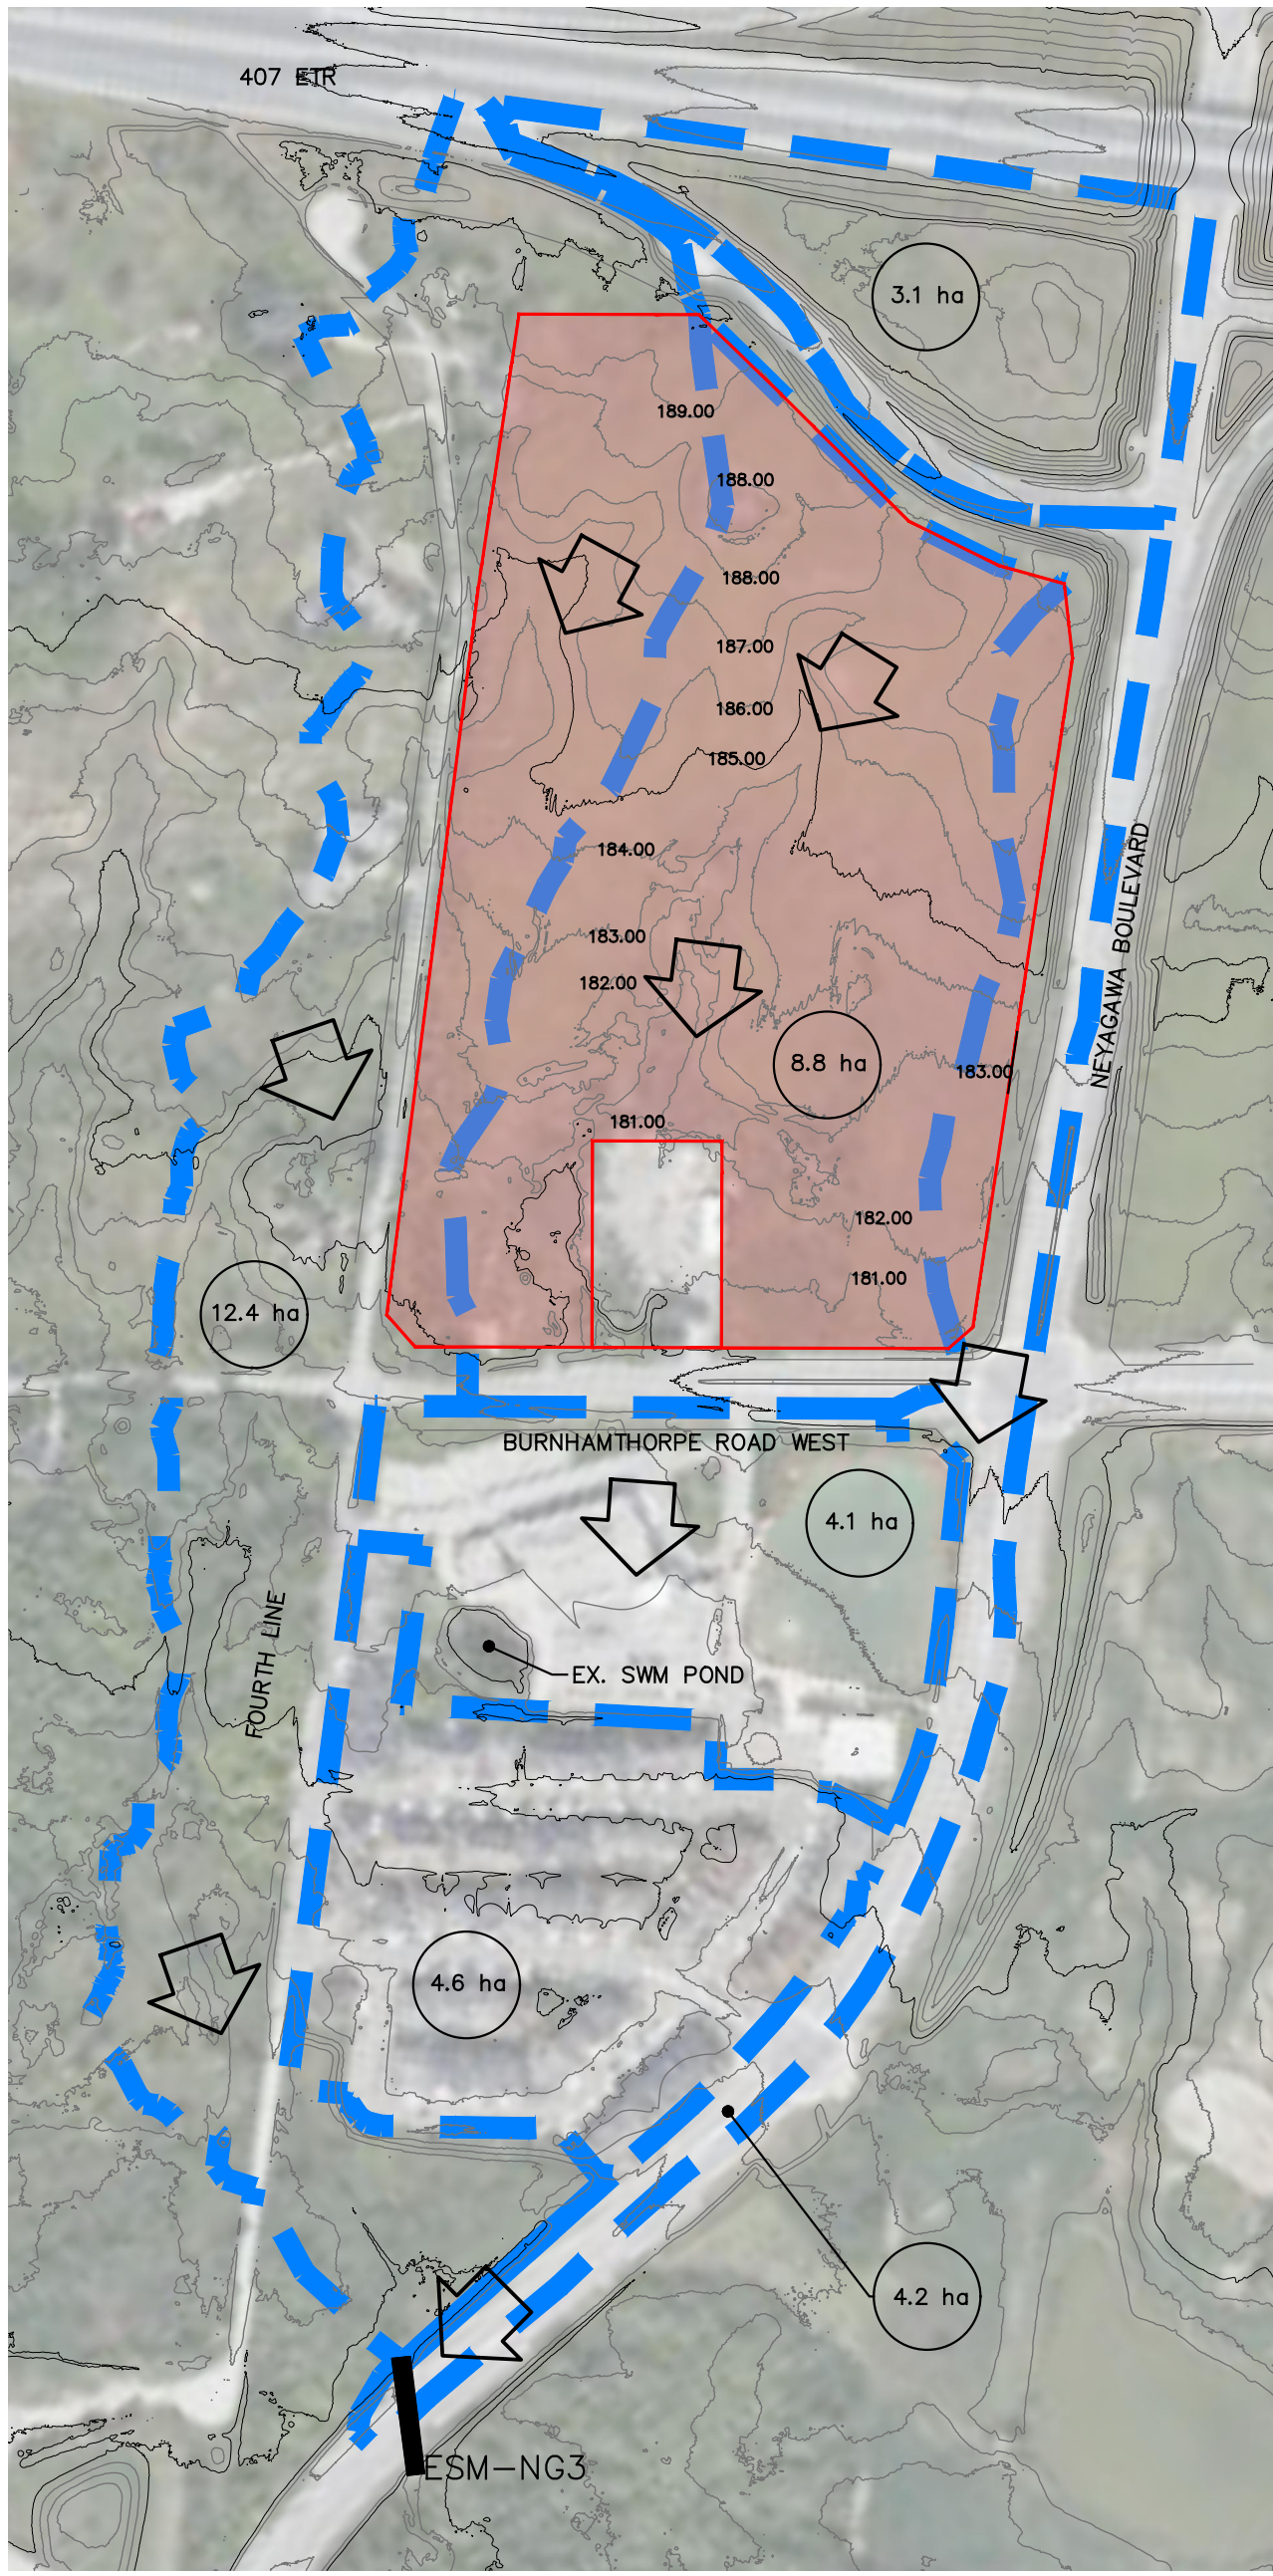 407 ETR
3.1 ha
189.00
188.00
188.00
187.00
186.00
185.00
184.00
NEYAGAWA BOULEVARD
183.00
182.00
8.8 ha
183.00
181.00
182.00
181.00
12.4 ha
BURNHAMTHORPE ROAD WEST
4.1 ha
FOURTH LINE
EX. SWM POND
4.6 ha
4.2 ha
ESM-NG3